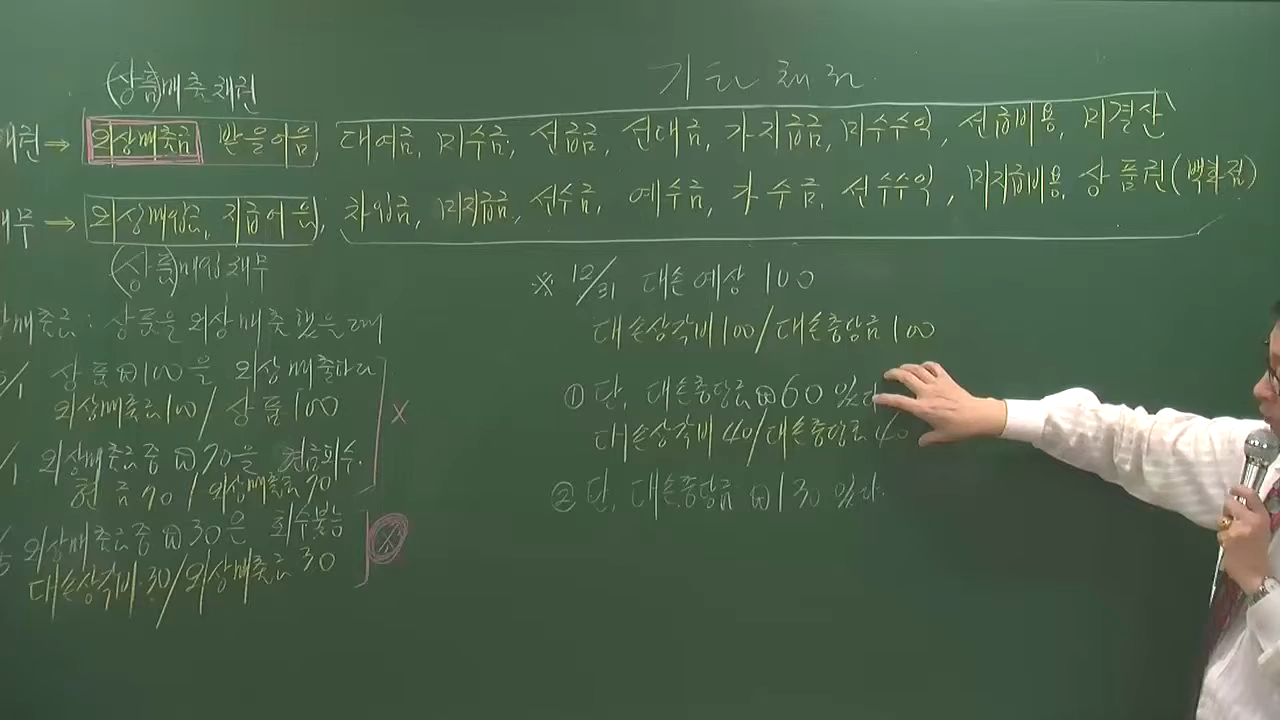 (상품)매출채권
기타채권
채권 → 외상매출금 받을어음 대여금, 미수금, 선급금, 선대금, 가지급금, 미수수익, 선급비용, 미결산
채무 → 외상매입금, 지급어음, 차입금, 미지급금, 선수금, 예수금, 가수금, 선수수익, 미지급비용, 상품권(백화점)
(상품)매입채무
매출금: 상품을 외상매출했을때
/1 상품 ₩100을 외상매출하다
외상매출금 100 / 상품 100
/1 외상매출금중 ₩70을 현금회수.
현금 70 / 외상매출금 70
외상매출금중 ₩30은 회수불능
대손상각비 30 / 외상매출금 30
×
×
※ 12/31 대손예상 100
대손상각비 100 / 대손충당금 100
① 단, 대손충당금 ₩60 있다
대손상각비 40 / 대손충당금 40
② 단, 대손충당금 ₩130 있다.